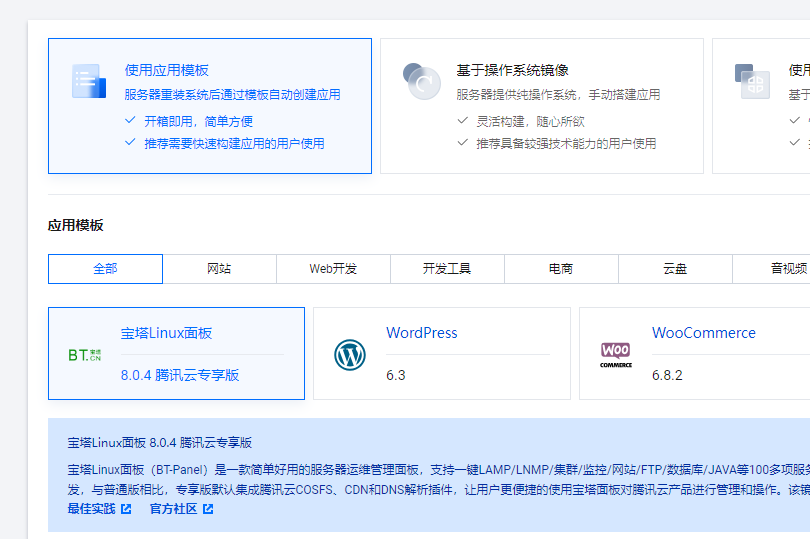 使用应用模板
服务器重装系统后通过模板自动创建应用
开箱即用，简单方便
推荐需要快速构建应用的用户使用
基于操作系统镜像
服务器提供纯操作系统，手动搭建应用
灵活构建，随心所欲
推荐具备较强技术能力的用户使用
使用
基于
应用模板
全部 网站 Web开发 开发工具 电商 云盘 音视频
BT.宝塔.CN
宝塔Linux面板
8.0.4 腾讯云专享版
WordPress
6.3
WOO COMMERCE
WooCommerce
6.8.2
宝塔Linux面板 8.0.4 腾讯云专享版
宝塔Linux面板（BT-Panel）是一款简单好用的服务器运维管理面板，支持一键LAMP/LNMP/集群/监控/网站/FTP/数据库/JAVA等100多项服务
发，与普通版相比，专享版默认集成腾讯云COSFS、CDN和DNS解析插件，让用户更便捷的使用宝塔面板对腾讯云产品进行管理和操作。该镜
最佳实践 官方社区